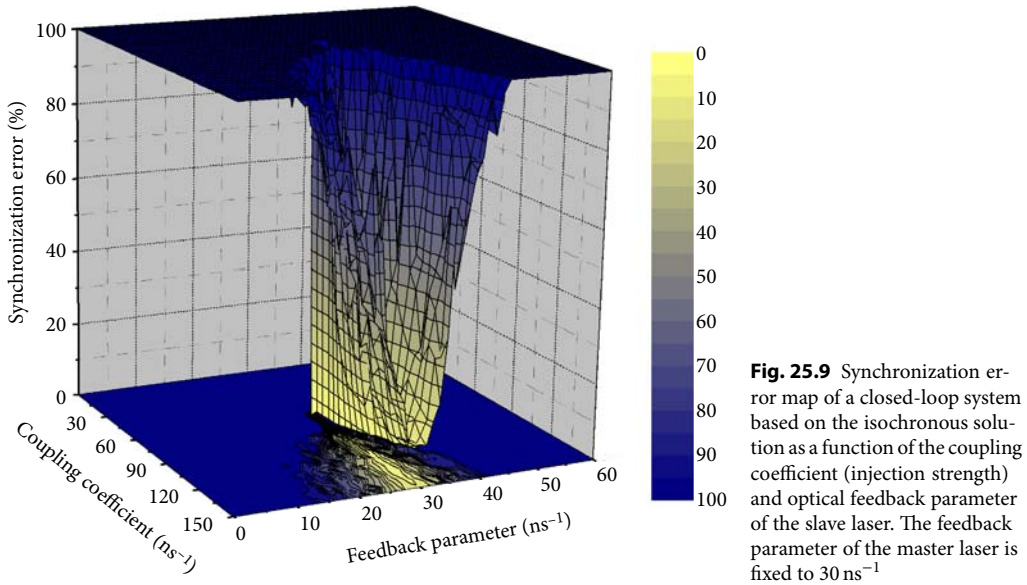 100
80
60
40
20
0
Synchronization error (%)
30
60
90
120
150
Coupling coefficient (ns⁻¹)
0
10
20
30
40
50
60
Feedback parameter (ns⁻¹)
0
10
20
30
40
50
60
70
80
90
100
Fig. 25.9 Synchronization er-
ror map of a closed-loop system
based on the isochronous solu-
tion as a function of the coupling
coefficient (injection strength)
and optical feedback parameter
of the slave laser. The feedback
parameter of the master laser is
fixed to 30 ns⁻¹